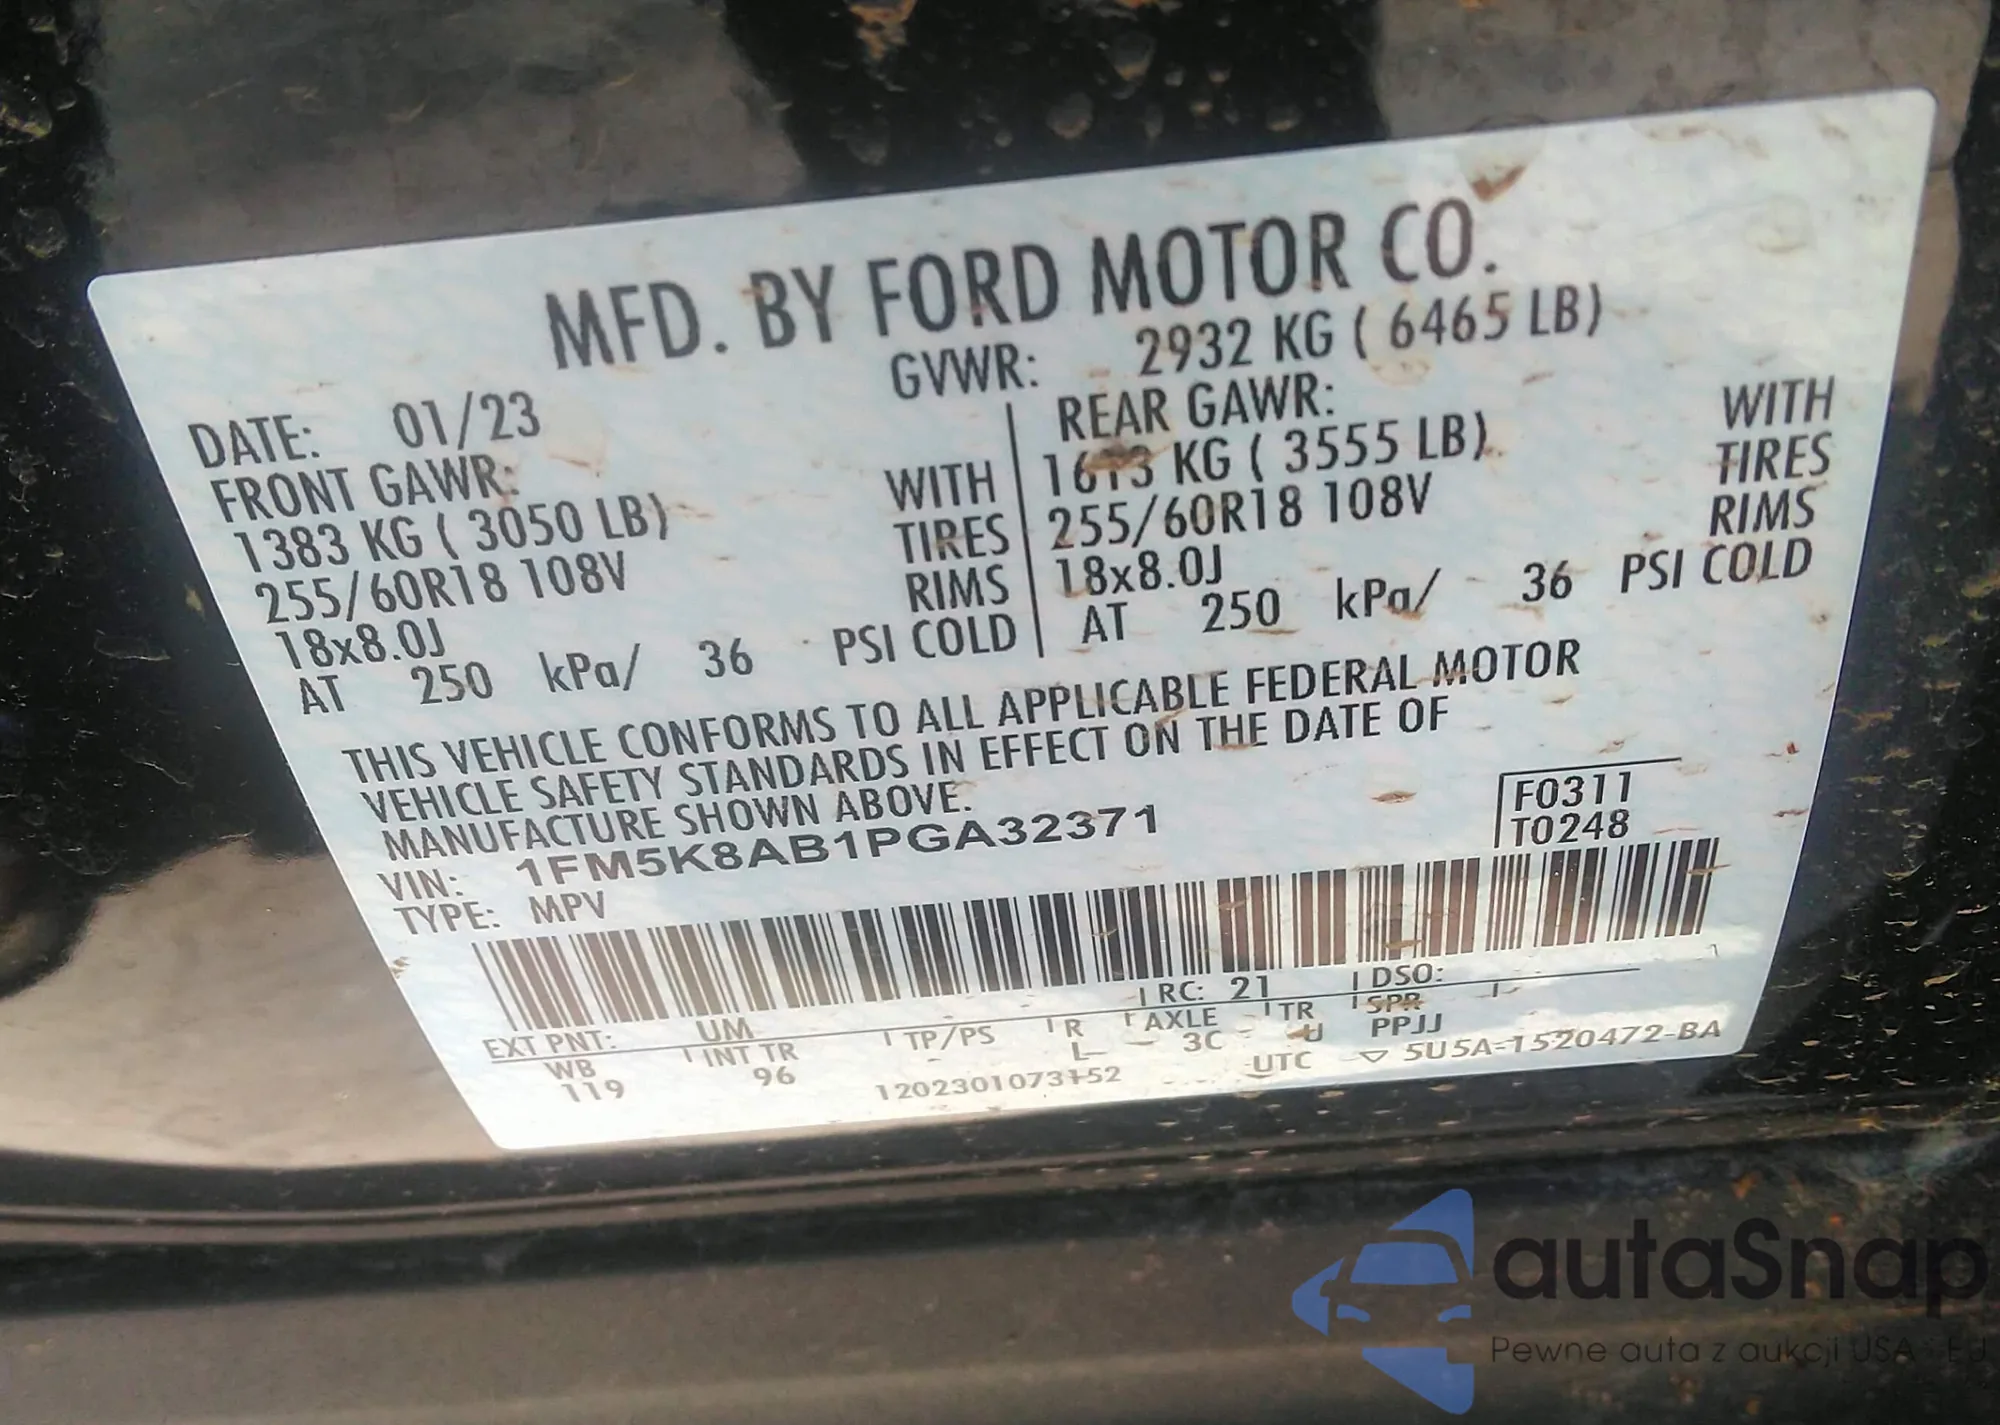 MFD. BY FORD MOTOR CO.
DATE: 01/23 GVWR: 2932 KG ( 6465 LB)
FRONT GAWR: REAR GAWR:
1383 KG ( 3050 LB) WITH 1613 KG ( 3555 LB) WITH
255/60R18 108V TIRES 255/60R18 108V TIRES
18x8.0J RIMS 18x8.0J RIMS
AT 250 kPa/ 36 PSI COLD AT 250 kPa/ 36 PSI COLD
THIS VEHICLE CONFORMS TO ALL APPLICABLE FEDERAL MOTOR
VEHICLE SAFETY STANDARDS IN EFFECT ON THE DATE OF
MANUFACTURE SHOWN ABOVE.
VIN: 1FM5K8AB1PGA32371
TYPE: MPV
F0311
T0248
EXT PNT: UM RC: 21 DSO:
WB INT TR TP/PS R AXLE TR SPR
119 96 L 3C U PPJJ
1202301073152 UTC ▽ 5U5A-1520472-BA
autaSnap
Pewne auta z aukcji USA EU